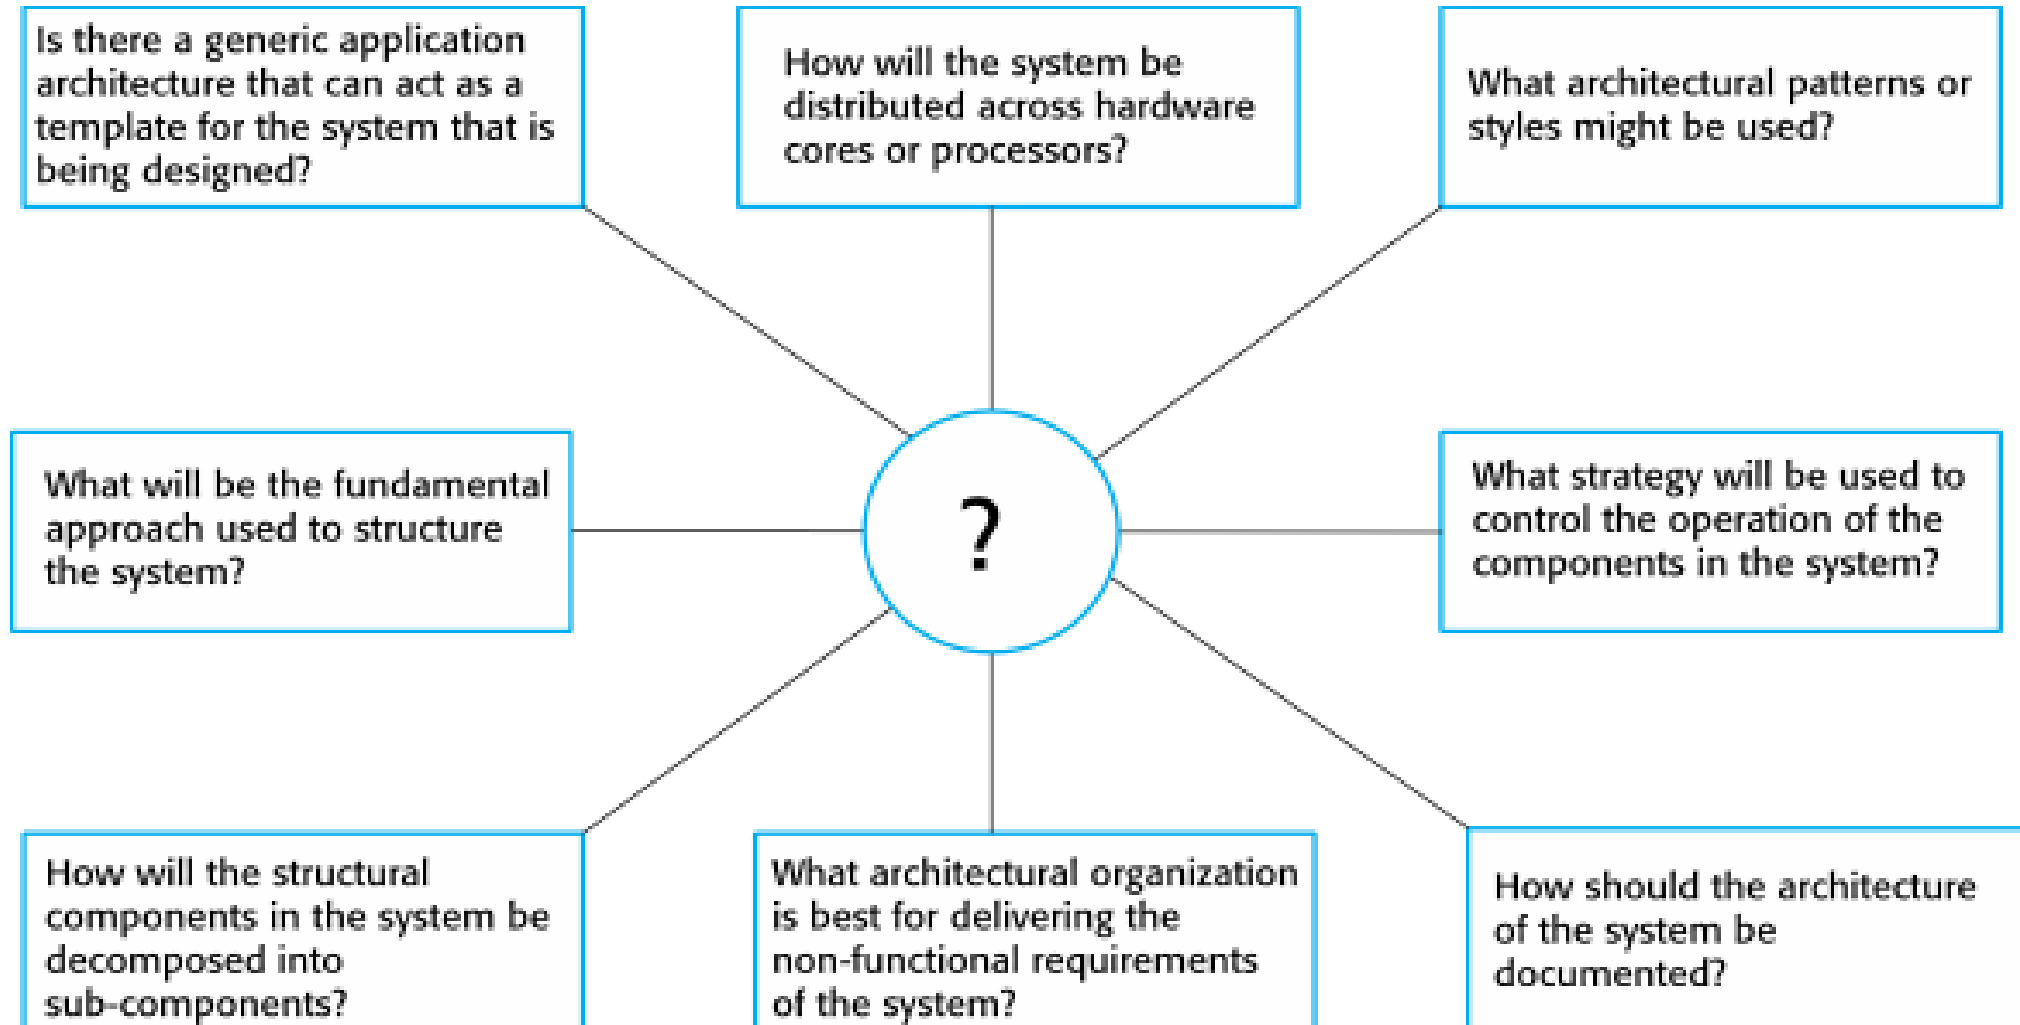 Is there a generic application
architecture that can act as a
template for the system that is
being designed?
How will the system be
distributed across hardware
cores or processors?
What architectural patterns or
styles might be used?
What will be the fundamental
approach used to structure
the system?
?
What strategy will be used to
control the operation of the
components in the system?
How will the structural
components in the system be
decomposed into
sub-components?
What architectural organization
is best for delivering the
non-functional requirements
of the system?
How should the architecture
of the system be
documented?